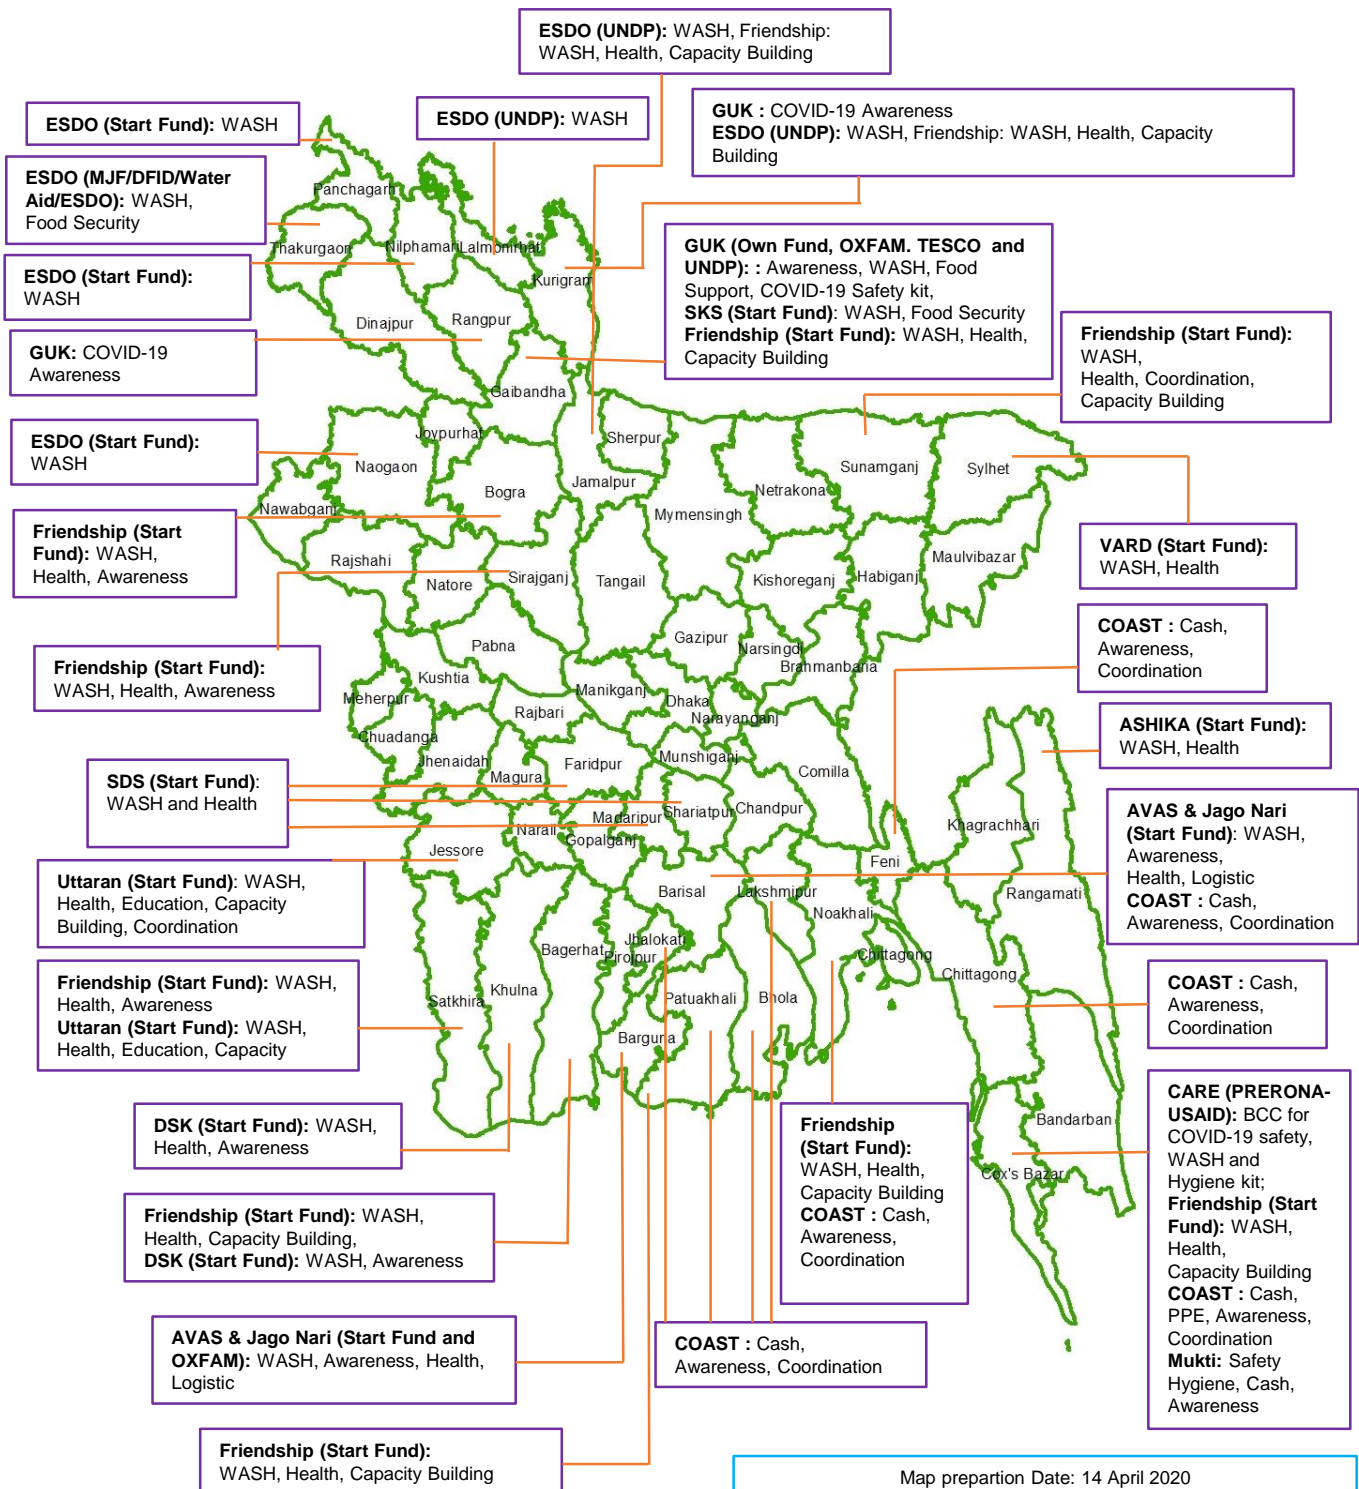 ESDO (UNDP): WASH, Friendship:
WASH, Health, Capacity Building
ESDO (Start Fund): WASH
ESDO (UNDP): WASH
GUK : COVID-19 Awareness
ESDO (UNDP): WASH, Friendship: WASH, Health, Capacity
Building
ESDO (MJF/DFID/Water
Aid/ESDO): WASH,
Food Security
ESDO (Start Fund):
WASH
GUK: COVID-19
Awareness
GUK (Own Fund, OXFAM. TESCO and
UNDP): : Awareness, WASH, Food
Support, COVID-19 Safety kit,
SKS (Start Fund): WASH, Food Security
Friendship (Start Fund): WASH, Health,
Capacity Building
Friendship (Start Fund):
WASH,
Health, Coordination,
Capacity Building
ESDO (Start Fund):
WASH
Friendship (Start
Fund): WASH,
Health, Awareness
VARD (Start Fund):
WASH, Health
Friendship (Start Fund):
WASH, Health, Awareness
COAST : Cash,
Awareness,
Coordination
ASHIKA (Start Fund):
WASH, Health
SDS (Start Fund):
WASH and Health
AVAS & Jago Nari
(Start Fund): WASH,
Awareness,
Health, Logistic
COAST : Cash,
Awareness, Coordination
Uttaran (Start Fund): WASH,
Health, Education, Capacity
Building, Coordination
Friendship (Start Fund): WASH,
Health, Awareness
Uttaran (Start Fund): WASH,
Health, Education, Capacity
COAST : Cash,
Awareness,
Coordination
DSK (Start Fund): WASH,
Health, Awareness
Friendship
(Start Fund):
WASH, Health,
Capacity Building
COAST : Cash,
Awareness,
Coordination
CARE (PRERONA-
USAID): BCC for
COVID-19 safety,
WASH and
Hygiene kit;
Friendship (Start
Fund): WASH,
Health,
Capacity Building
COAST : Cash,
PPE, Awareness,
Coordination
Mukti: Safety
Hygiene, Cash,
Awareness
Friendship (Start Fund): WASH,
Health, Capacity Building,
DSK (Start Fund): WASH, Awareness
AVAS & Jago Nari (Start Fund and
OXFAM): WASH, Awareness, Health,
Logistic
COAST : Cash,
Awareness, Coordination
Friendship (Start Fund):
WASH, Health, Capacity Building
Map prepartion Date: 14 April 2020
Panchagarh
Thakurgaon
Nilphamari
Lalmonirhat
Kurigram
Dinajpur
Rangpur
Gaibandha
Joypurhat
Naogaon
Bogra
Jamalpur
Sherpur
Netrakona
Sunamganj
Sylhet
Mymensingh
Nawabganj
Rajshahi
Natore
Sirajganj
Tangail
Kishoreganj
Habiganj
Maulvibazar
Pabna
Gazipur
Narsingdi
Brahmanbaria
Kushtia
Meherpur
Manikganj
Dhaka
Narayanganj
Rajbari
Chuadanga
Jhenaidah
Magura
Faridpur
Munshiganj
Comilla
Madaripur
Shariatpur
Chandpur
Narail
Gopalganj
Jessore
Khagrachhari
Feni
Rangamati
Barisal
Lakshmipur
Noakhali
Jhalokati
Pirojpur
Bagerhat
Khulna
Satkhira
Patuakhali
Bhola
Barguna
Chittagong
Chittagong
Bandarban
Cox's Bazar